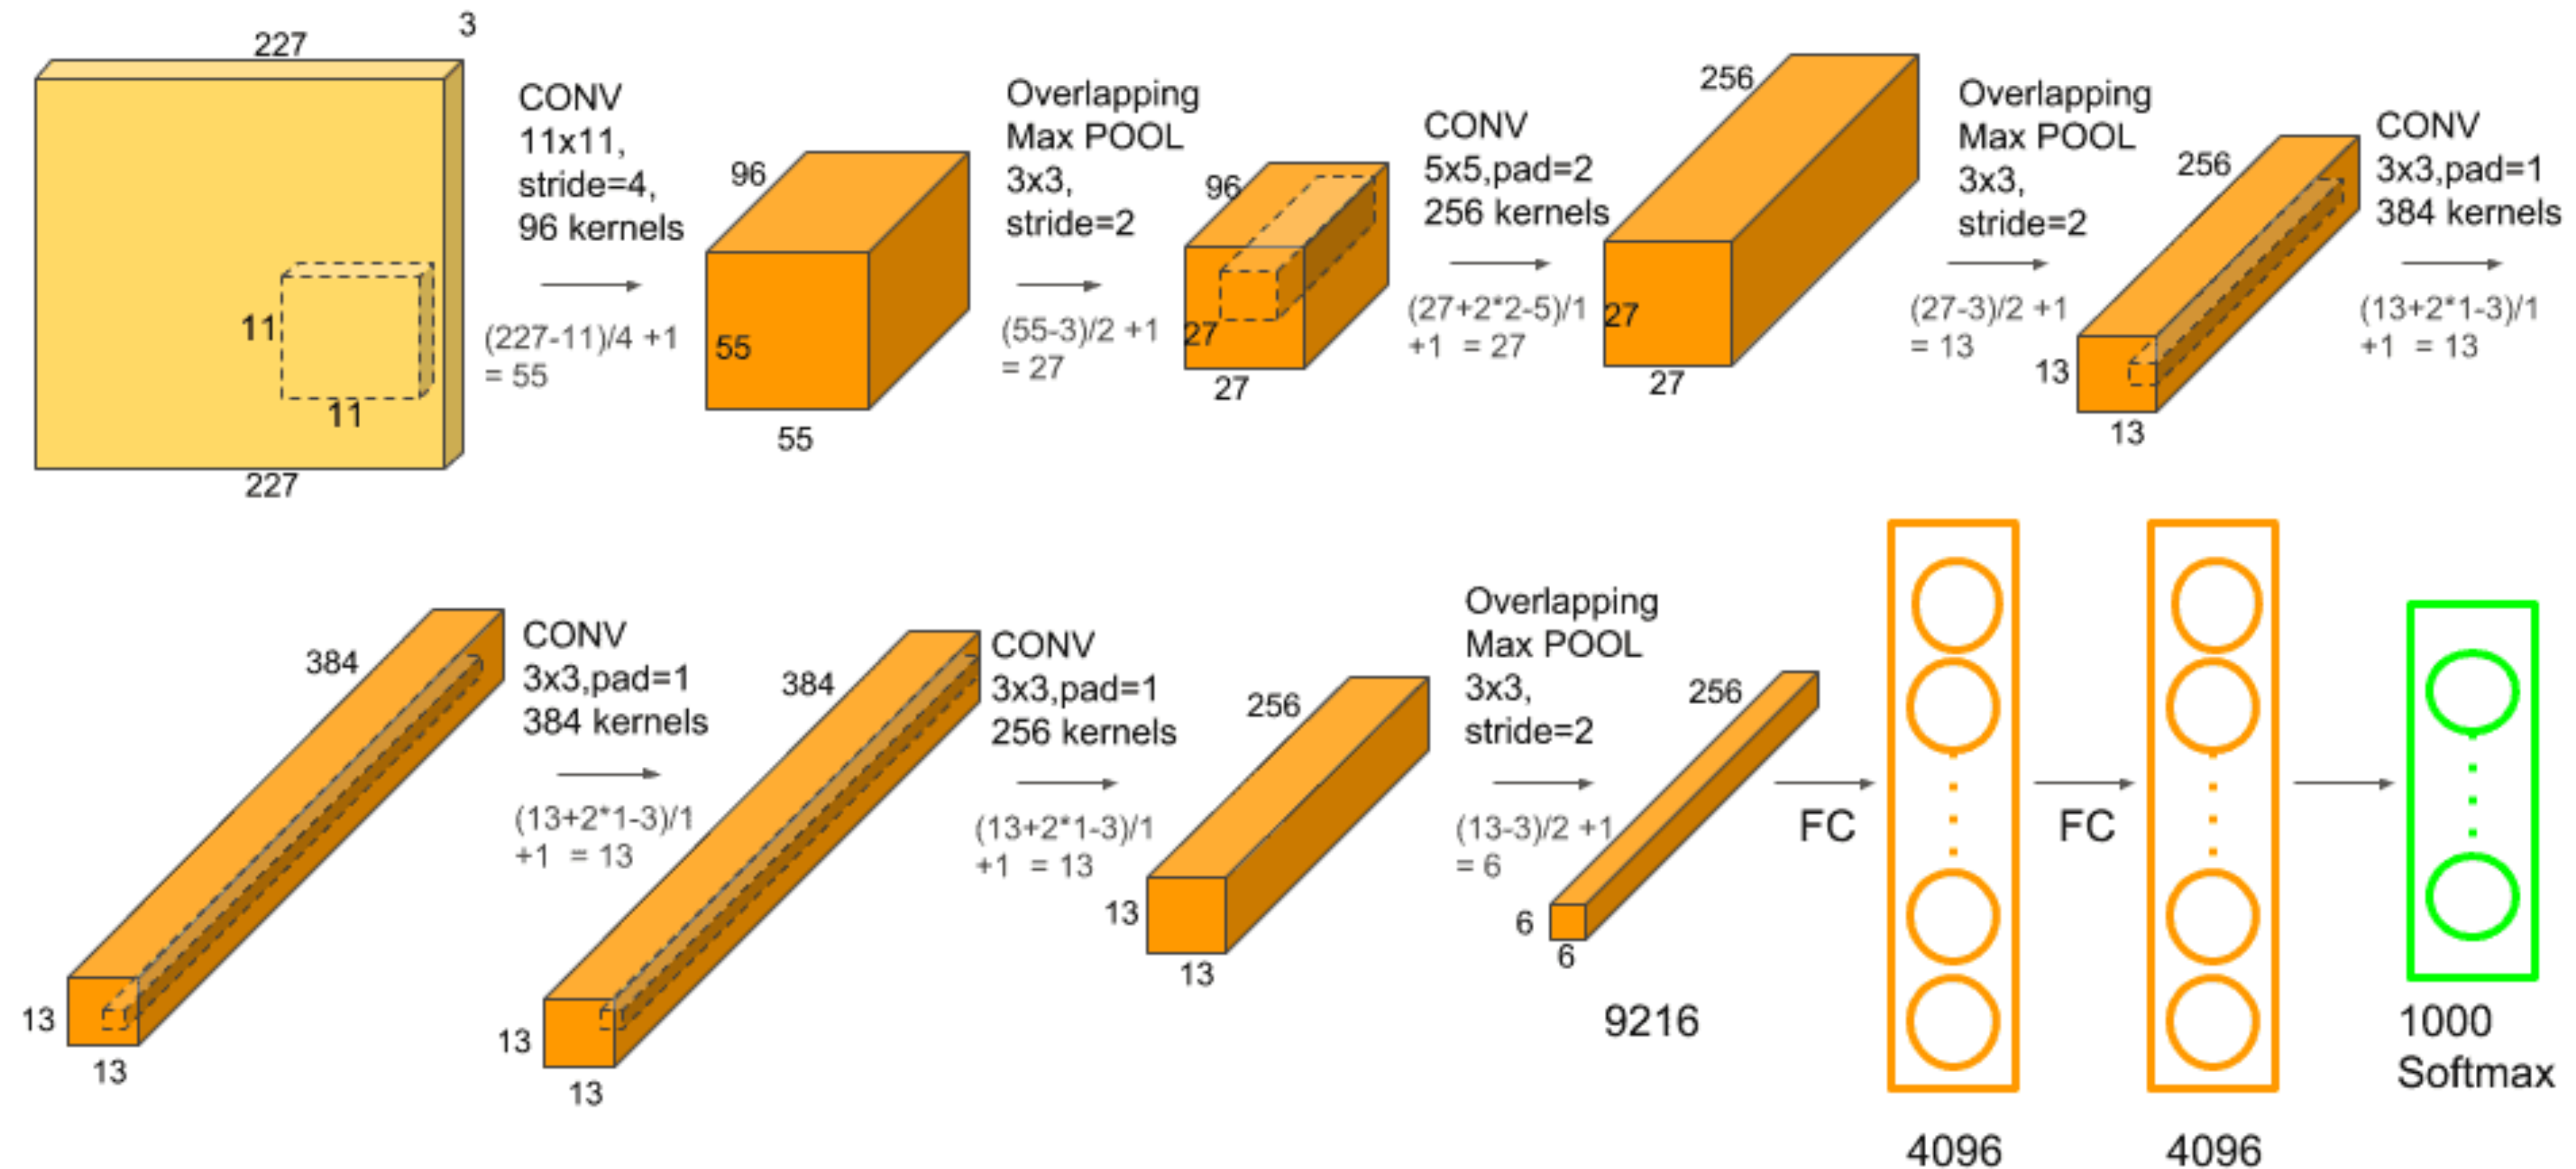 227
3
11
11
227
CONV
11x11,
stride=4,
96 kernels
(227-11)/4 +1
= 55
96
55
55
Overlapping
Max POOL
3x3,
stride=2
(55-3)/2 +1
= 27
96
27
27
CONV
5x5,pad=2
256 kernels
(27+2*2-5)/1
+1 = 27
256
27
27
Overlapping
Max POOL
3x3,
stride=2
(27-3)/2 +1
= 13
256
13
13
CONV
3x3,pad=1
384 kernels
(13+2*1-3)/1
+1 = 13
384
13
13
CONV
3x3,pad=1
384 kernels
(13+2*1-3)/1
+1 = 13
384
13
13
CONV
3x3,pad=1
256 kernels
(13+2*1-3)/1
+1 = 13
256
13
13
Overlapping
Max POOL
3x3,
stride=2
(13-3)/2 +1
= 6
256
6
6
9216
FC
4096
FC
4096
1000
Softmax